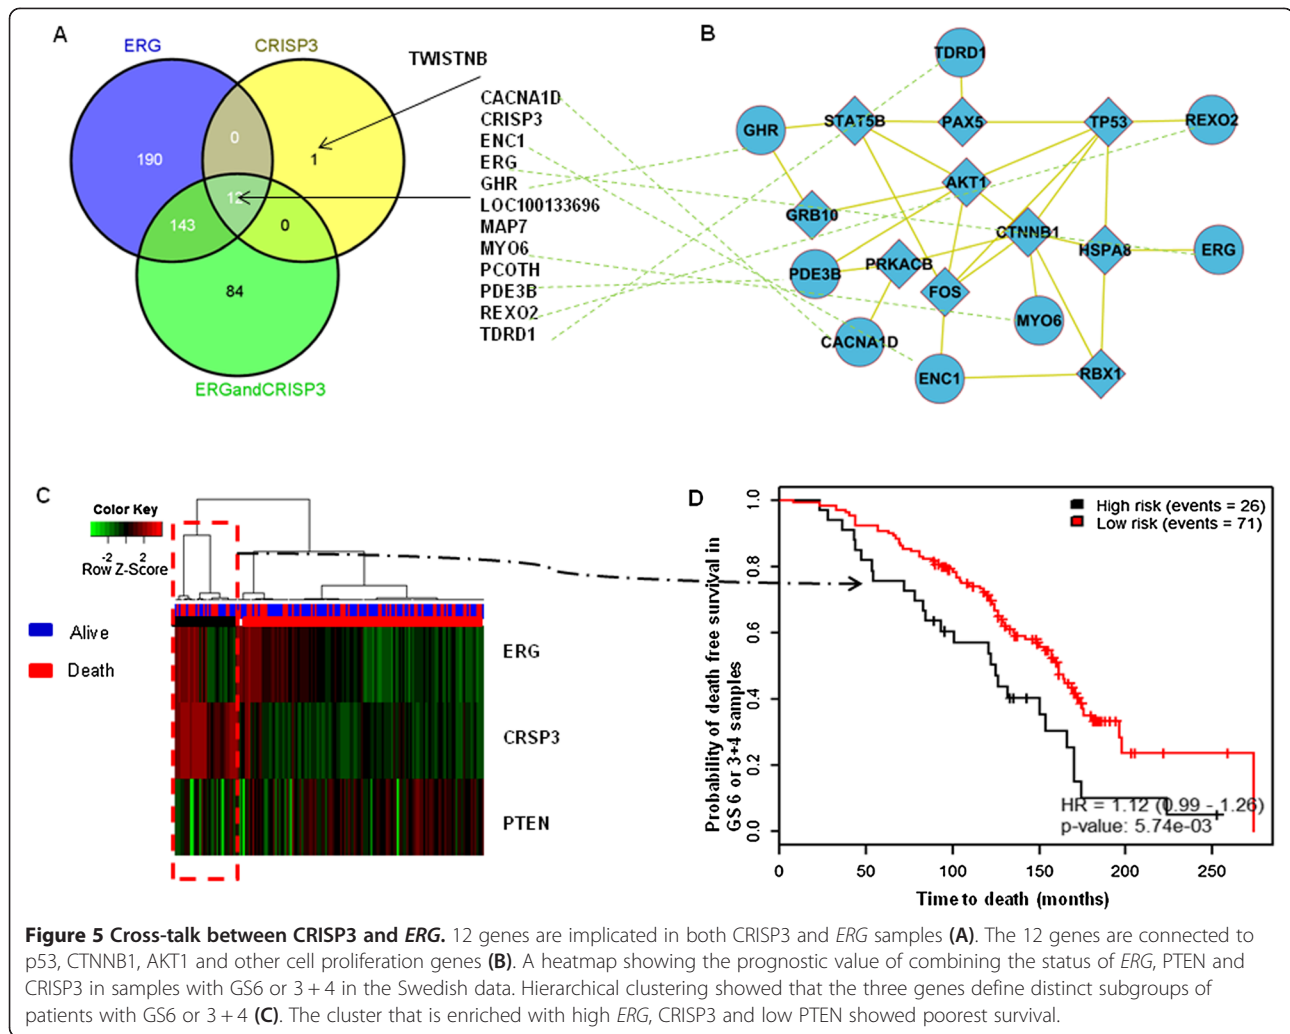 A
ERG
CRISP3
0
190
1
12
143
0
84
ERGandCRISP3
TWISTNB
CACNA1D
CRISP3
ENC1
ERG
GHR
LOC100133696
MAP7
MYO6
PCOTH
PDE3B
REXO2
TDRD1
B
TDRD1
GHR
STAT5B
PAX5
TP53
REXO2
AKT1
GRB10
CTNNB1
HSPA8
ERG
PDE3B
PRKACB
FOS
MYO6
CACNA1D
ENC1
RBX1
C
Color Key
-2 2
Row Z-Score
Alive
Death
ERG
CRSP3
PTEN
D
Probability of death free survival in
GS 6 or 3+4 samples
1.0
0.8
0.6
0.4
0.2
0.0
High risk (events = 26)
Low risk (events = 71)
HR = 1.12 (0.99 - 1.26)
p-value: 5.74e-03
0 50 100 150 200 250
Time to death (months)
Figure 5 Cross-talk between CRISP3 and ERG. 12 genes are implicated in both CRISP3 and ERG samples (A). The 12 genes are connected to
p53, CTNNB1, AKT1 and other cell proliferation genes (B). A heatmap showing the prognostic value of combining the status of ERG, PTEN and
CRISP3 in samples with GS6 or 3 + 4 in the Swedish data. Hierarchical clustering showed that the three genes define distinct subgroups of
patients with GS6 or 3 + 4 (C). The cluster that is enriched with high ERG, CRISP3 and low PTEN showed poorest survival.